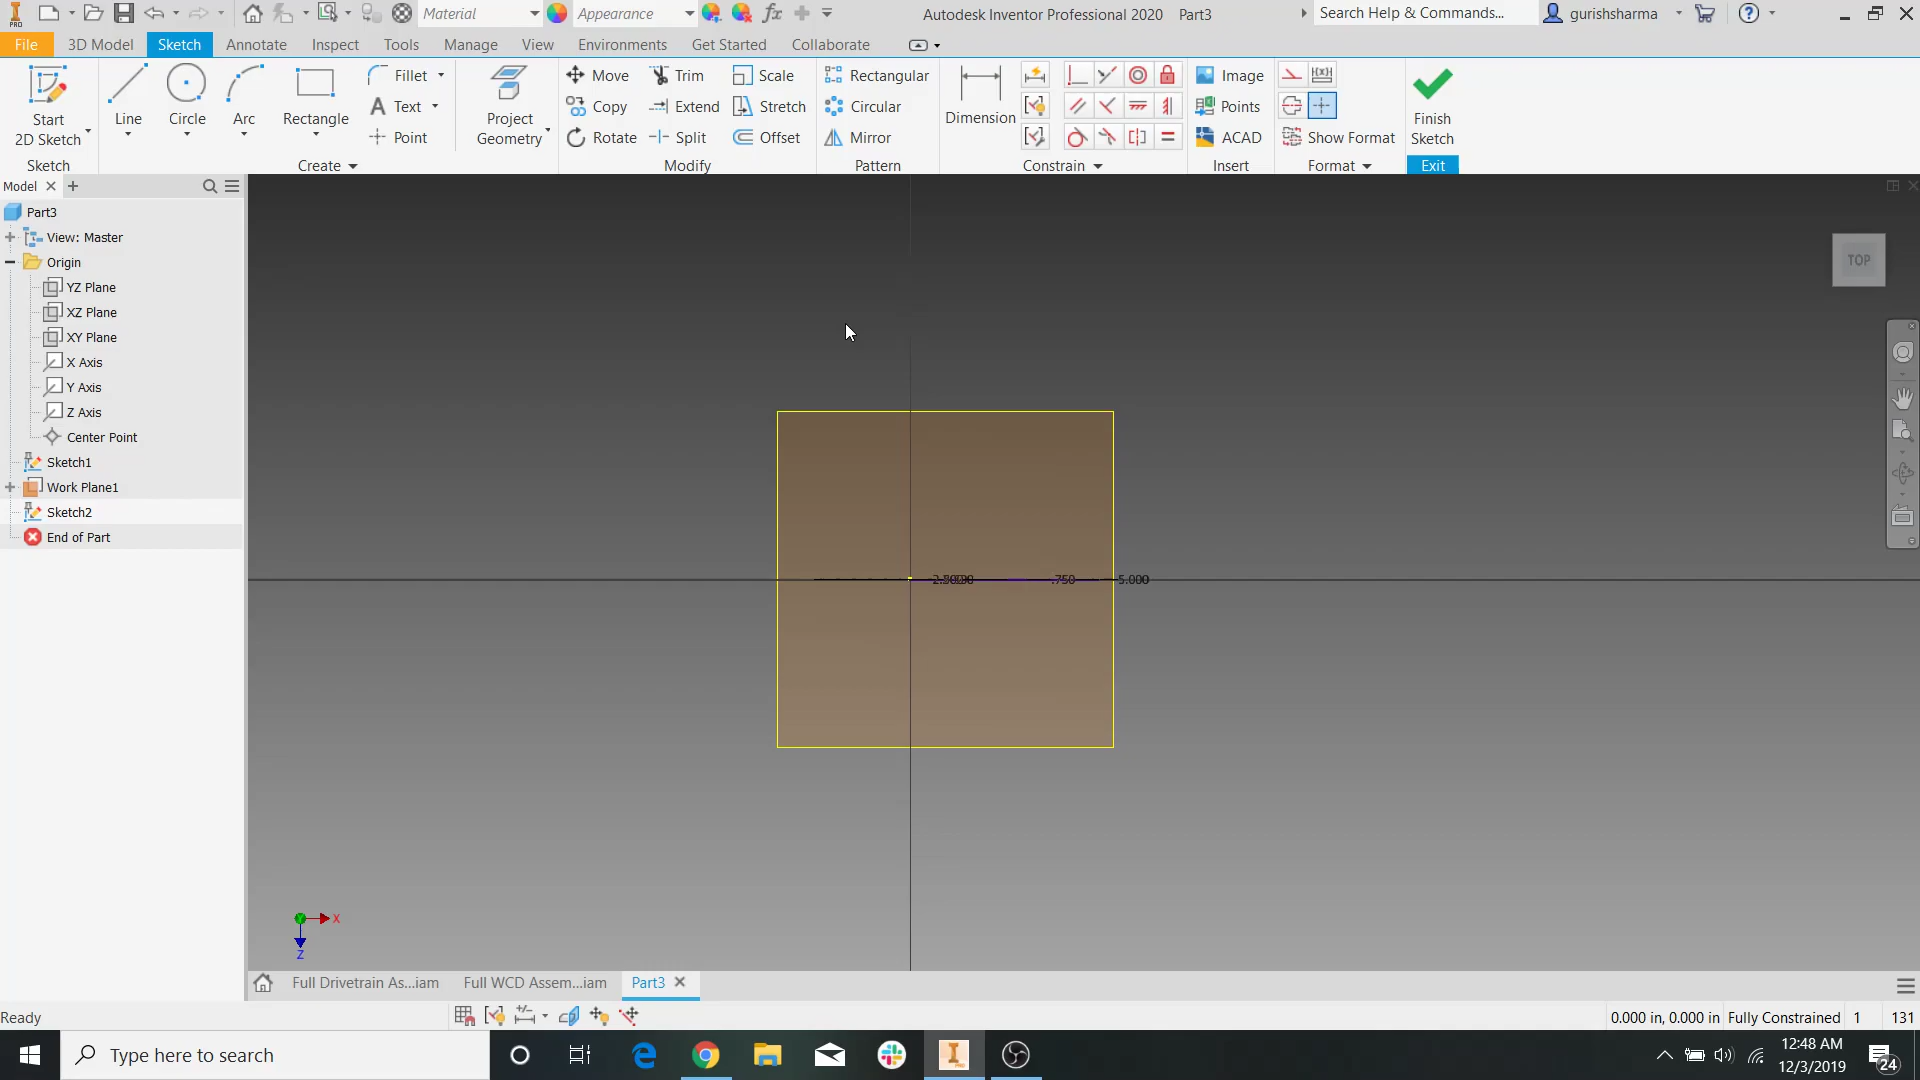 PRO
Material
Appearance
Autodesk Inventor Professional 2020 Part3
Search Help & Commands...
gurishsharma
File 3D Model Sketch Annotate Inspect Tools Manage View Environments Get Started Collaborate
Start
2D Sketch
Line
Circle
Arc
Rectangle
Fillet
Text
Point
Project
Geometry
Move
Copy
Rotate
Trim
Extend
Split
Scale
Stretch
Offset
Rectangular
Circular
Mirror
Dimension
Image
Points
ACAD
Show Format
Finish
Sketch
Sketch Create Modify Pattern Constrain Insert Format Exit
Model
Part3
View: Master
Origin
YZ Plane
XZ Plane
XY Plane
X Axis
Y Axis
Z Axis
Center Point
Sketch1
Work Plane1
Sketch2
End of Part
TOP
.750
5.000
X
Z
Full Drivetrain As...iam
Full WCD Assem...iam
Part3
Ready
0.000 in, 0.000 in Fully Constrained 1 131
Type here to search
12:48 AM
12/3/2019
24